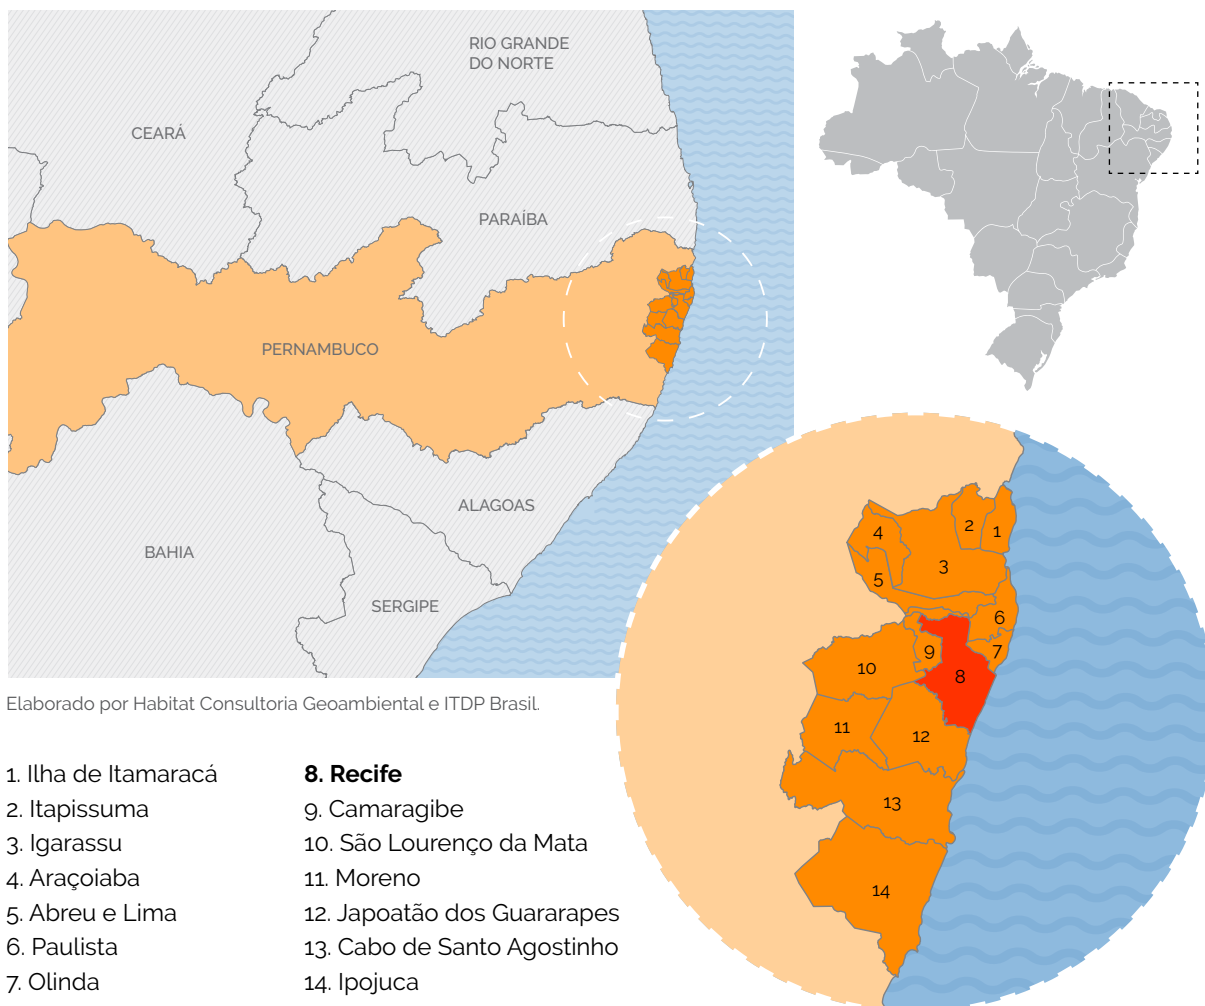 RIO GRANDE
DO NORTE
CEARÁ
PARAÍBA
PERNAMBUCO
ALAGOAS
BAHIA
SERGIPE
4
2
1
3
5
6
9
7
10
8
11
12
13
14
Elaborado por Habitat Consultoria Geoambiental e ITDP Brasil.
1. Ilha de Itamaracá
2. Itapissuma
3. Igarassu
4. Araçoiaba
5. Abreu e Lima
6. Paulista
7. Olinda
8. Recife
9. Camaragibe
10. São Lourenço da Mata
11. Moreno
12. Japoatão dos Guararapes
13. Cabo de Santo Agostinho
14. Ipojuca